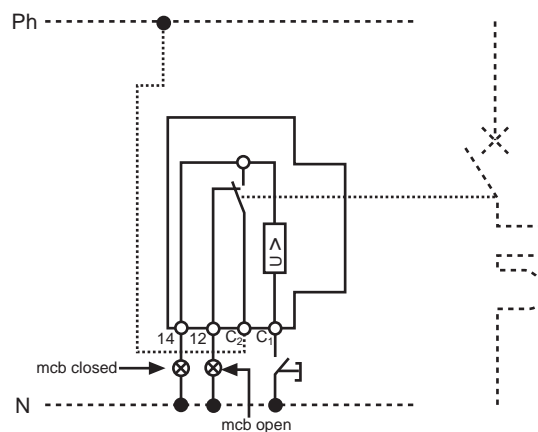 Ph
U >
14 12 C₂ C₁
mcb closed
N
mcb open